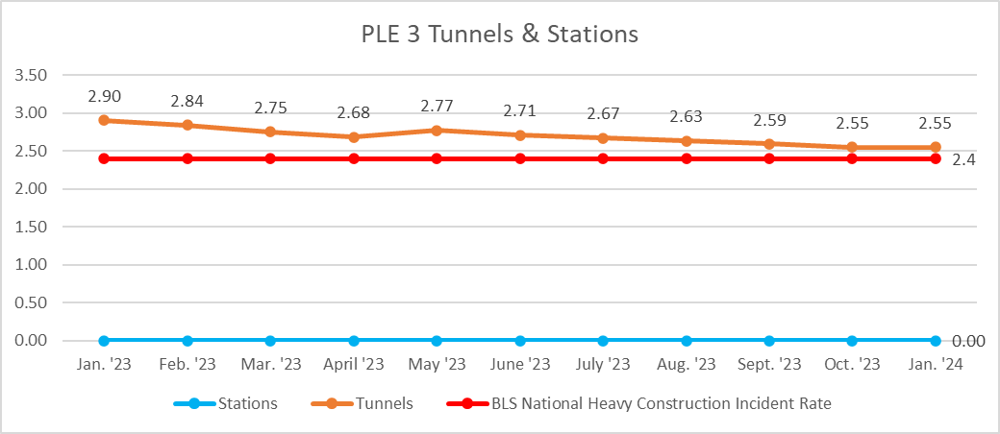 PLE 3 Tunnels & Stations
3.50
3.00
2.50
2.00
1.50
1.00
0.50
0.00
2.90 2.84 2.75 2.68 2.77 2.71 2.67 2.63 2.59 2.55 2.55
2.4
0.00
Jan. '23 Feb. '23 Mar. '23 April '23 May '23 June '23 July '23 Aug. '23 Sept. '23 Oct. '23 Jan. '24
Stations Tunnels BLS National Heavy Construction Incident Rate